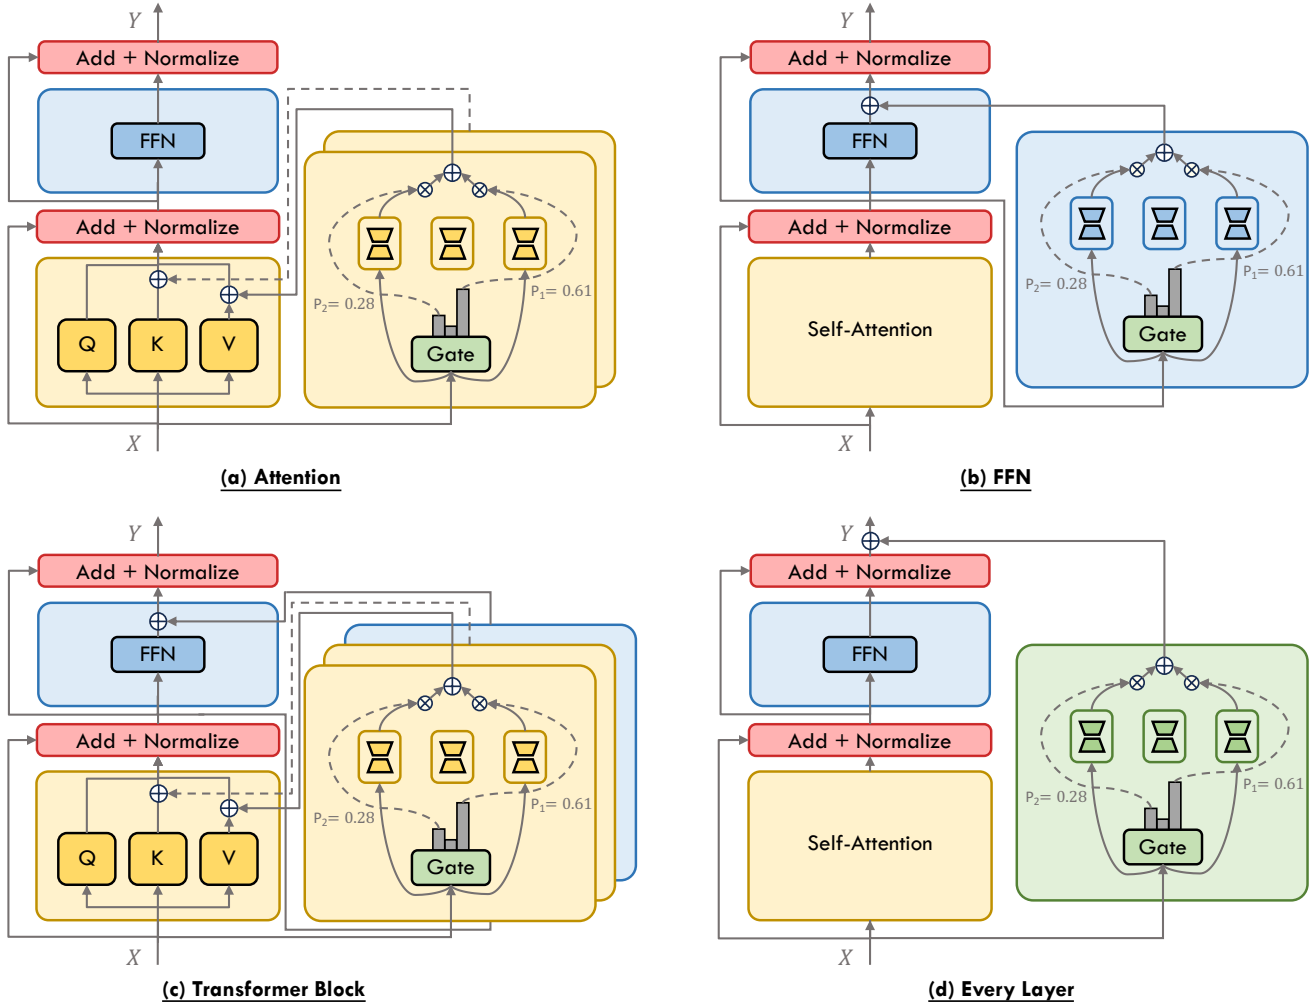 Y
Add + Normalize
FFN
Add + Normalize
Q K V
P₂= 0.28
P₁= 0.61
Gate
X
(a) Attention
Y
Add + Normalize
FFN
Add + Normalize
Self-Attention
P₂= 0.28
P₁= 0.61
Gate
X
(b) FFN
Y
Add + Normalize
FFN
Add + Normalize
Q K V
P₂= 0.28
P₁= 0.61
Gate
X
(c) Transformer Block
Y
Add + Normalize
FFN
Add + Normalize
Self-Attention
P₂= 0.28
P₁= 0.61
Gate
X
(d) Every Layer